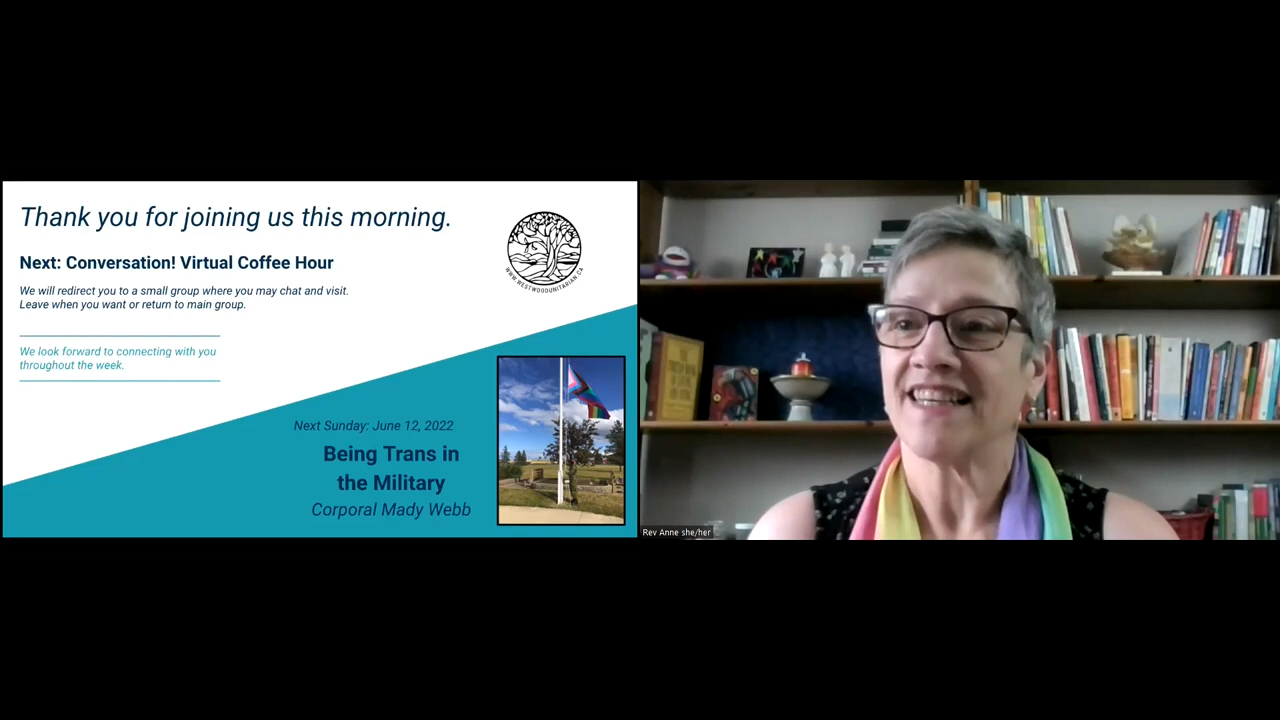 Thank you for joining us this morning.
Next: Conversation! Virtual Coffee Hour
We will redirect you to a small group where you may chat and visit.
Leave when you want or return to main group.
We look forward to connecting with you
throughout the week.
WWW.WESTWOODUNITARIAN.CA
Next Sunday: June 12, 2022
Being Trans in
the Military
Corporal Mady Webb
Rev Anne she/her